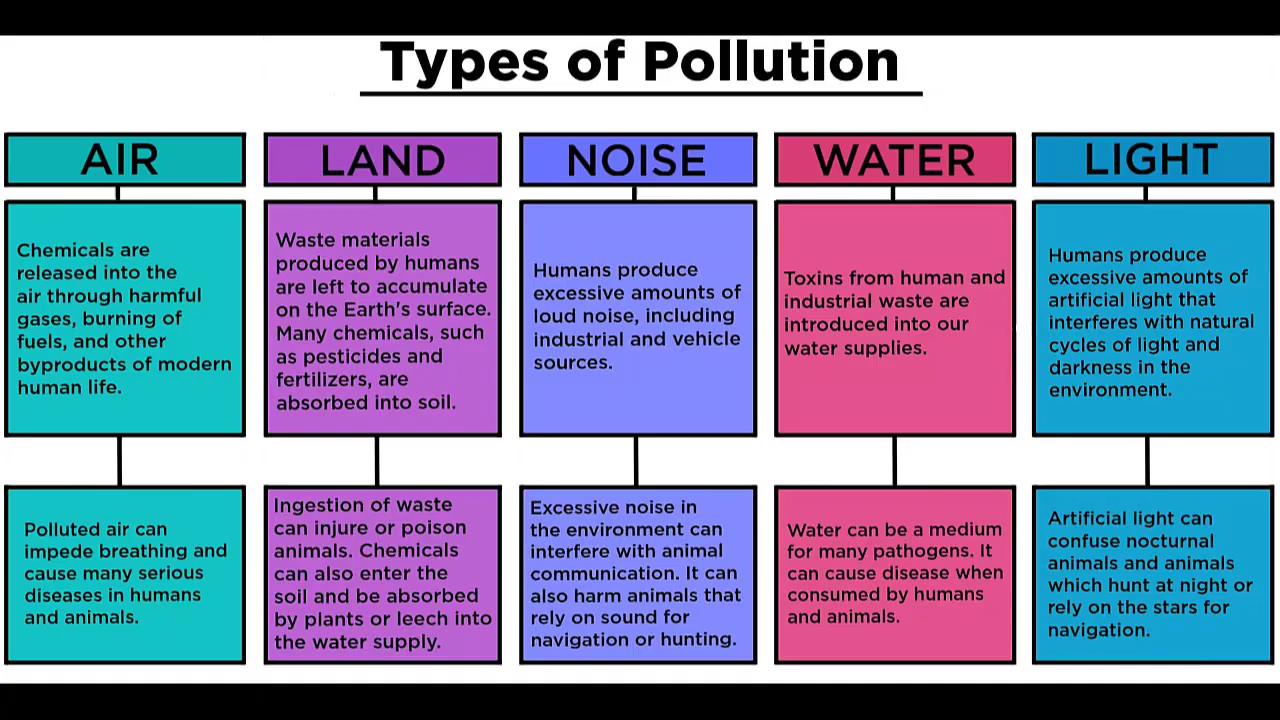 Types of Pollution
AIR
Chemicals are
released into the
air through harmful
gases, burning of
fuels, and other
byproducts of modern
human life.
Polluted air can
impede breathing and
cause many serious
diseases in humans
and animals.
LAND
Waste materials
produced by humans
are left to accumulate
on the Earth's surface.
Many chemicals, such
as pesticides and
fertilizers, are
absorbed into soil.
Ingestion of waste
can injure or poison
animals. Chemicals
can also enter the
soil and be absorbed
by plants or leech into
the water supply.
NOISE
Humans produce
excessive amounts of
loud noise, including
industrial and vehicle
sources.
Excessive noise in
the environment can
interfere with animal
communication. It can
also harm animals that
rely on sound for
navigation or hunting.
WATER
Toxins from human and
industrial waste are
introduced into our
water supplies.
Water can be a medium
for many pathogens. It
can cause disease when
consumed by humans
and animals.
LIGHT
Humans produce
excessive amounts of
artificial light that
interferes with natural
cycles of light and
darkness in the
environment.
Artificial light can
confuse nocturnal
animals and animals
which hunt at night or
rely on the stars for
navigation.